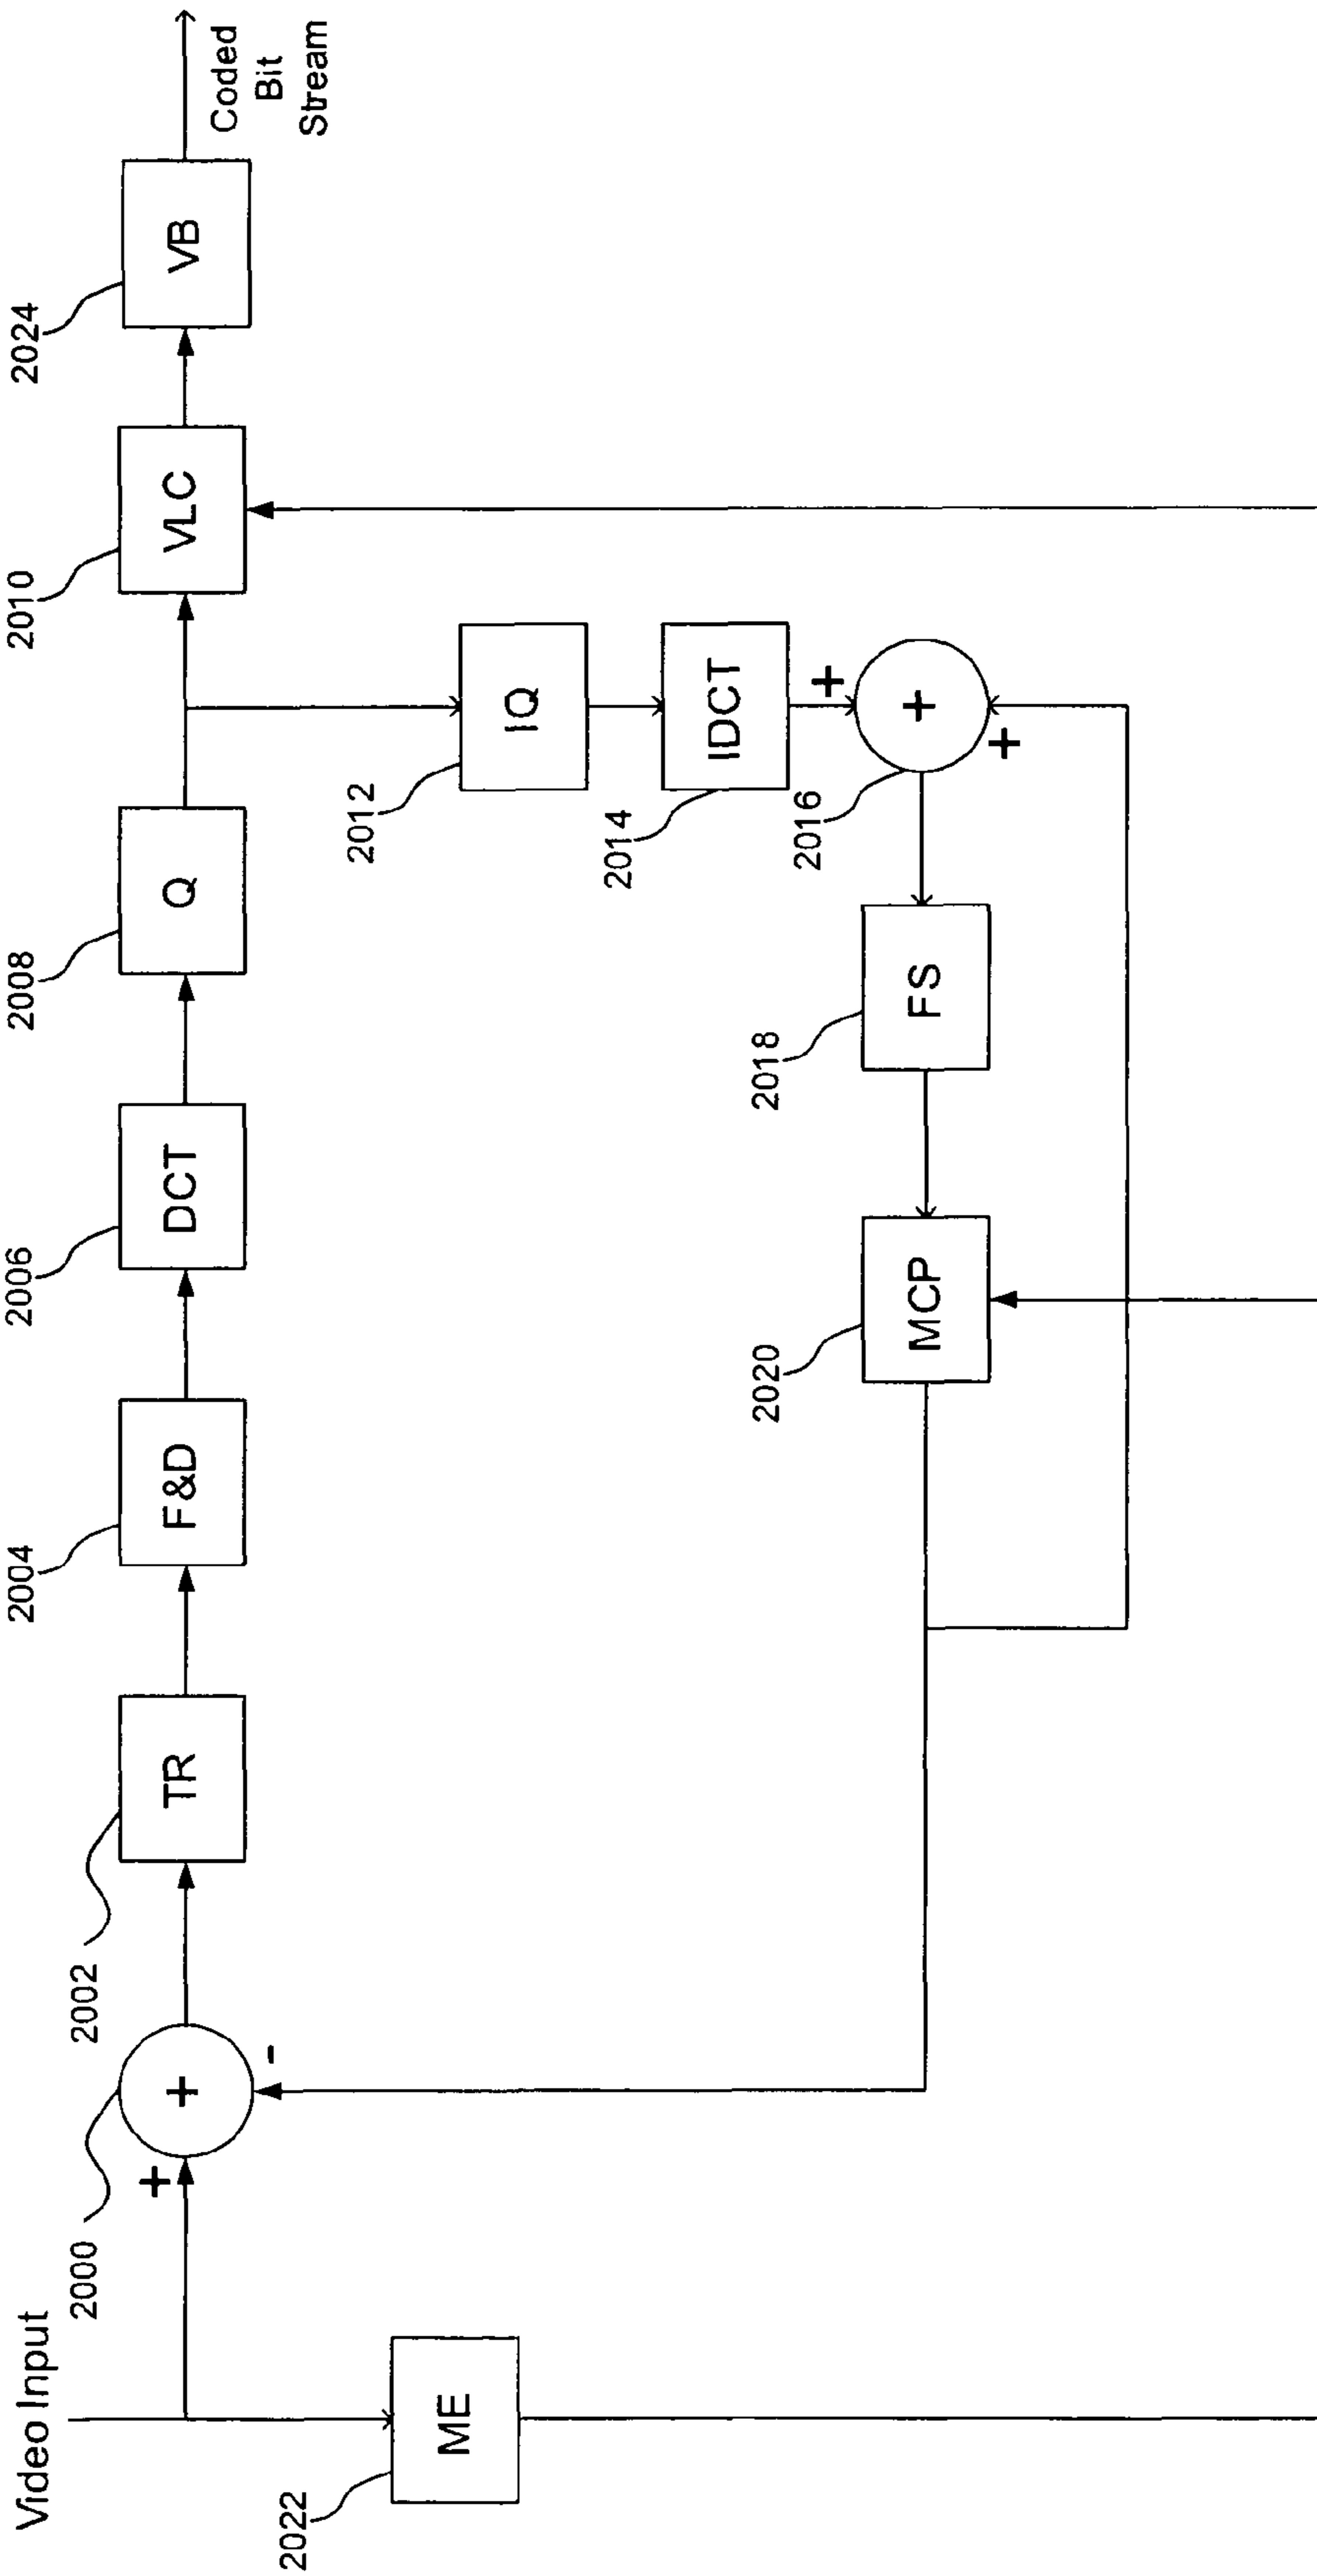 Video Input
2000
+
+
-
2002
TR
2004
F&D
2006
DCT
2008
Q
2010
VLC
2024
VB
Coded
Bit
Stream
2022
ME
2012
IQ
2014
IDCT
+
2016
+
+
2018
FS
2020
MCP